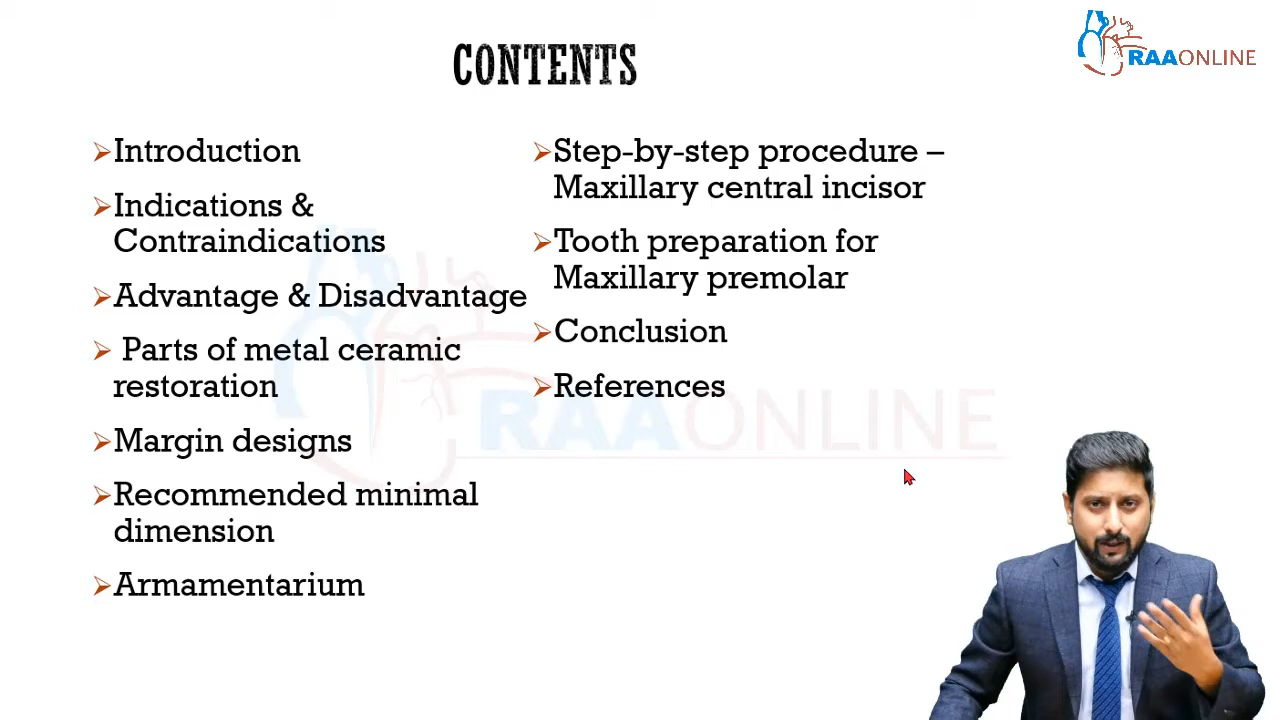 CONTENTS
RAAONLINE
Introduction
Indications &
Contraindications
Advantage & Disadvantage
Parts of metal ceramic
restoration
Margin designs
Recommended minimal
dimension
Armamentarium
Step-by-step procedure –
Maxillary central incisor
Tooth preparation for
Maxillary premolar
Conclusion
References
RAAONLINE